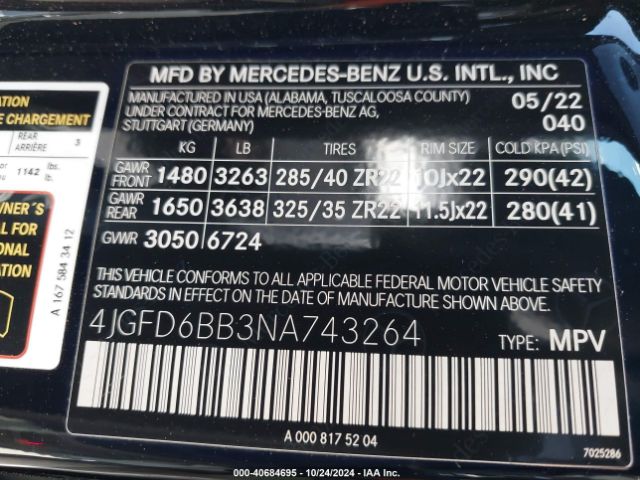 MFD BY MERCEDES-BENZ U.S. INTL., INC
MANUFACTURED IN USA (ALABAMA, TUSCALOOSA COUNTY) 05/22
UNDER CONTRACT FOR MERCEDES-BENZ AG, 040
STUTTGART (GERMANY)
KG LB TIRES RIM SIZE COLD KPA (PSI)
GAWR FRONT 1480 3263 285/40 ZR22 10Jx22 290(42)
GAWR REAR 1650 3638 325/35 ZR22 11.5Jx22 280(41)
GVWR 3050 6724
THIS VEHICLE CONFORMS TO ALL APPLICABLE FEDERAL MOTOR VEHICLE SAFETY
STANDARDS IN EFFECT ON THE DATE OF MANUFACTURE SHOWN ABOVE.
4JGFD6BB3NA743264 TYPE: MPV
A 000 817 52 04
7025286
CHARGEMENT
REAR
ARRIÈRE 3
1142 lbs.
lb.
A 167 584 34 12
000-40684695 - 10/24/2024 - IAA Inc.